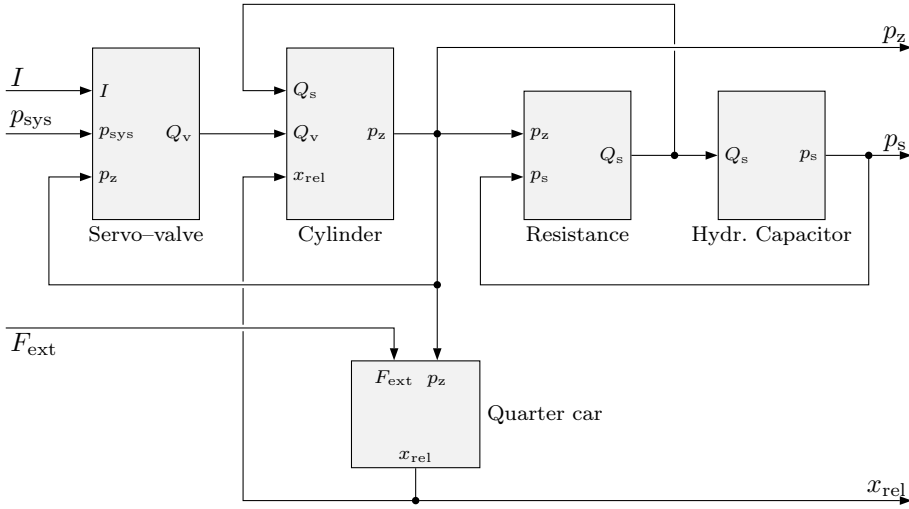 p_z
I
I
Q_s
p_sys
p_sys
Q_v
Q_v
p_z
p_z
Q_s
Q_s
p_s
p_s
p_z
x_rel
p_s
Servo–valve
Cylinder
Resistance
Hydr. Capacitor
F_ext
F_ext
p_z
Quarter car
x_rel
x_rel